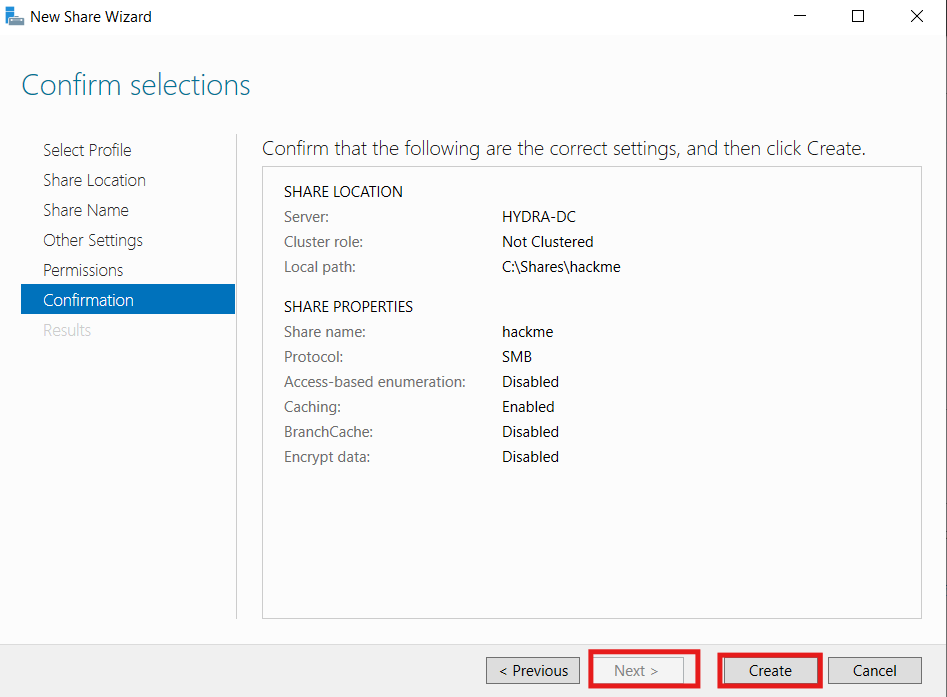 New Share Wizard
Confirm selections
Select Profile
Share Location
Share Name
Other Settings
Permissions
Confirmation
Results
Confirm that the following are the correct settings, and then click Create.
SHARE LOCATION
Server: HYDRA-DC
Cluster role: Not Clustered
Local path: C:\Shares\hackme
SHARE PROPERTIES
Share name: hackme
Protocol: SMB
Access-based enumeration: Disabled
Caching: Enabled
BranchCache: Disabled
Encrypt data: Disabled
< Previous Next > Create Cancel